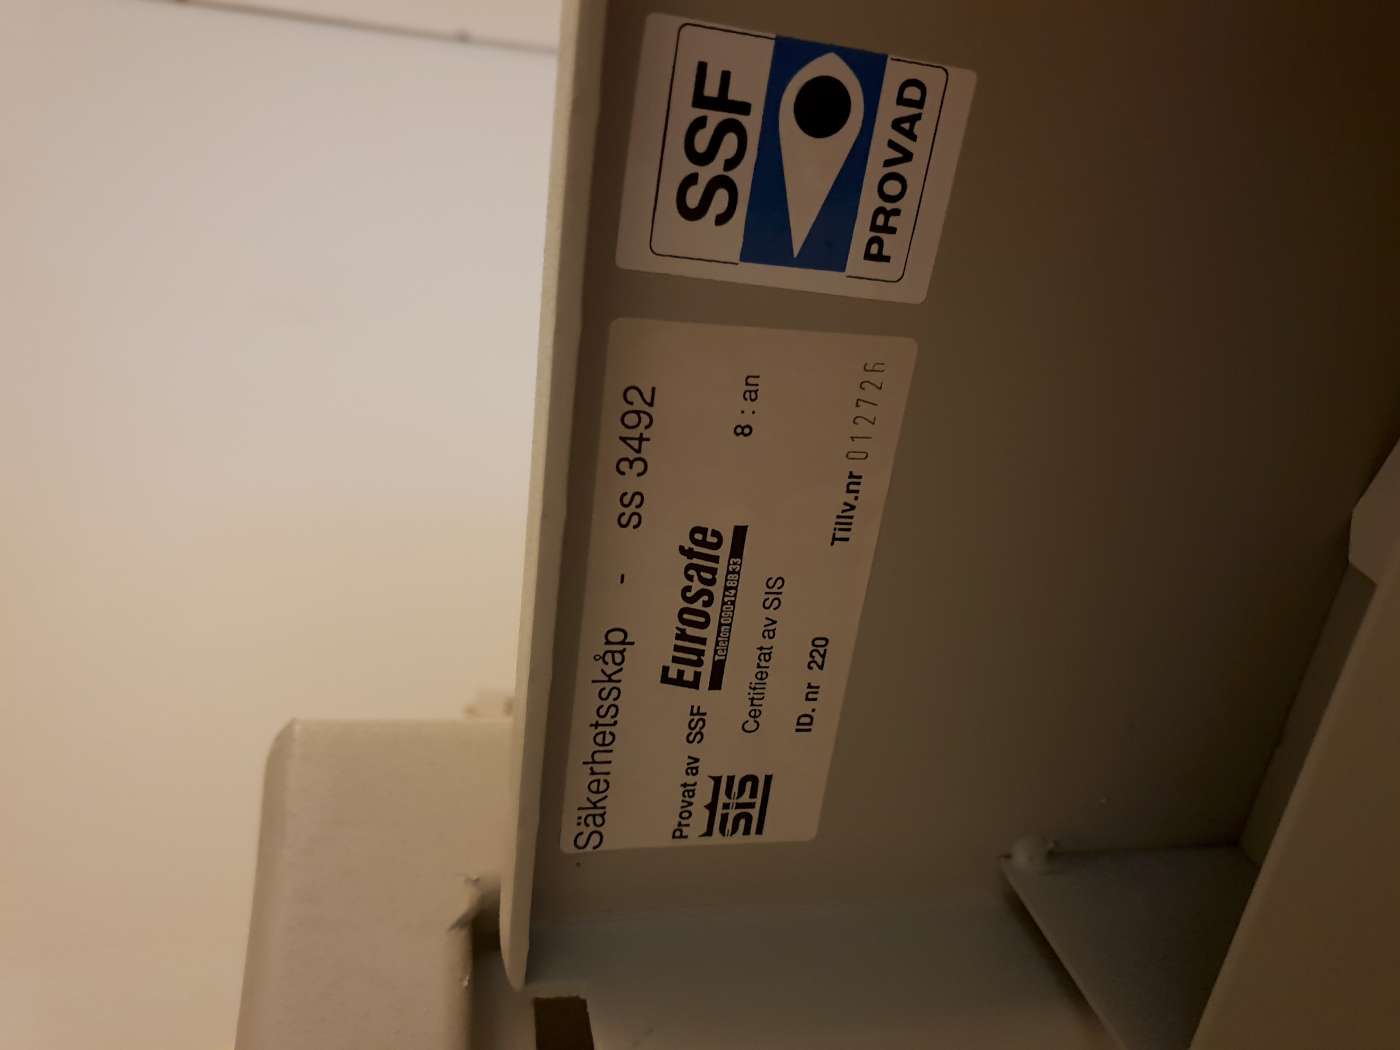 SSF
PROVAD
Säkerhetsskåp - ss 3492
Provat av SSF Eurosafe 8 : an
Telefon 090-14 88 33
SIS Certifierat av SIS
ID. nr 220 Tillv.nr 012726